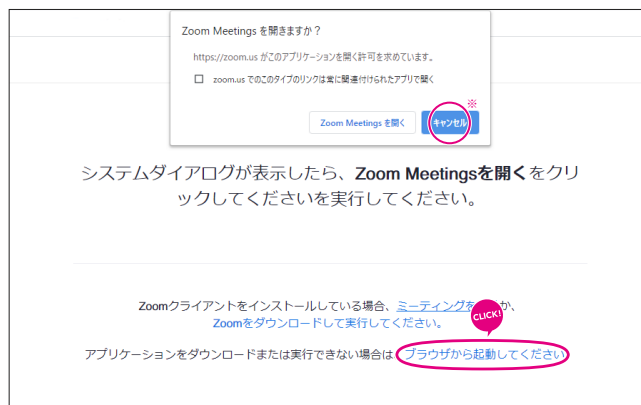 Zoom Meetings を開きますか？
https://zoom.us がこのアプリケーションを開く許可を求めています。
zoom.us でのこのタイプのリンクは常に関連付けられたアプリで開く
※
Zoom Meetings を開く
キャンセル
システムダイアログが表示したら、Zoom Meetingsを開くをクリ
ックしてくださいを実行してください。
Zoomクライアントをインストールしている場合、ミーティングを
か、
CLICK!
Zoomをダウンロードして実行してください。
アプリケーションをダウンロードまたは実行できない場合は、ブラウザから起動してください